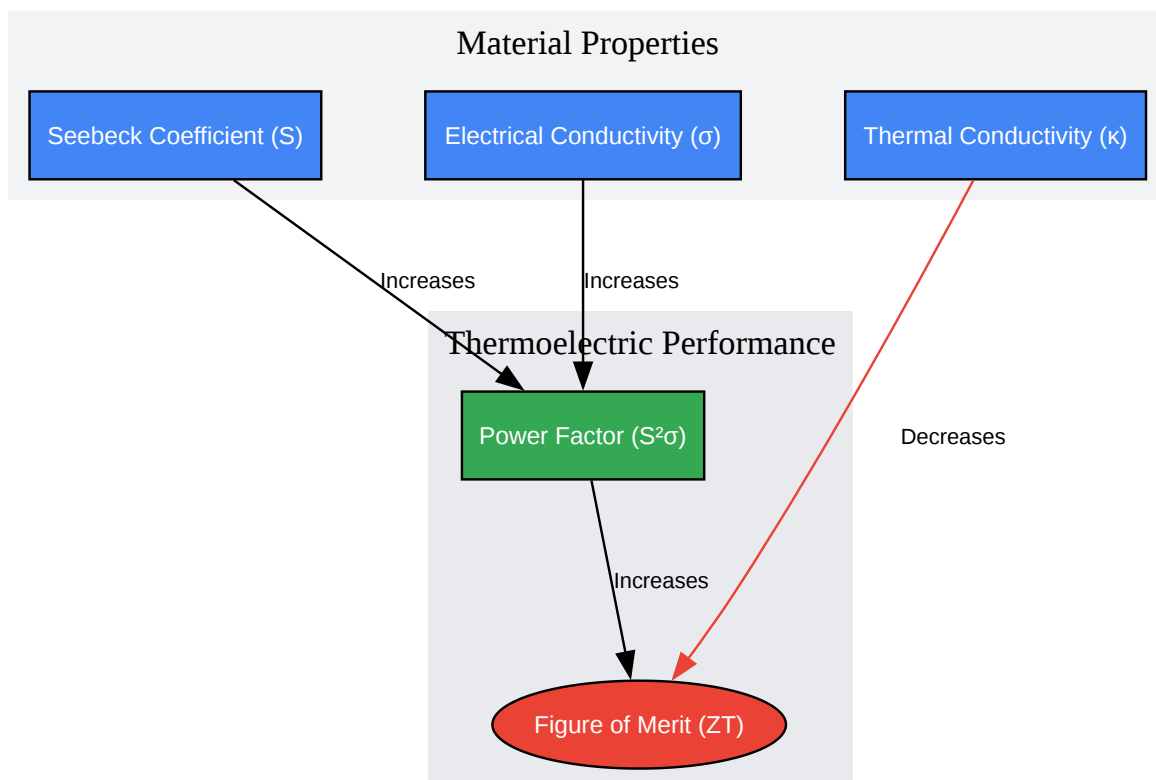 Material Properties
Seebeck Coefficient (S)
Electrical Conductivity (σ)
Thermal Conductivity (κ)
Increases
Increases
Thermoelectric Performance
Power Factor (S²σ)
Decreases
Increases
Figure of Merit (ZT)